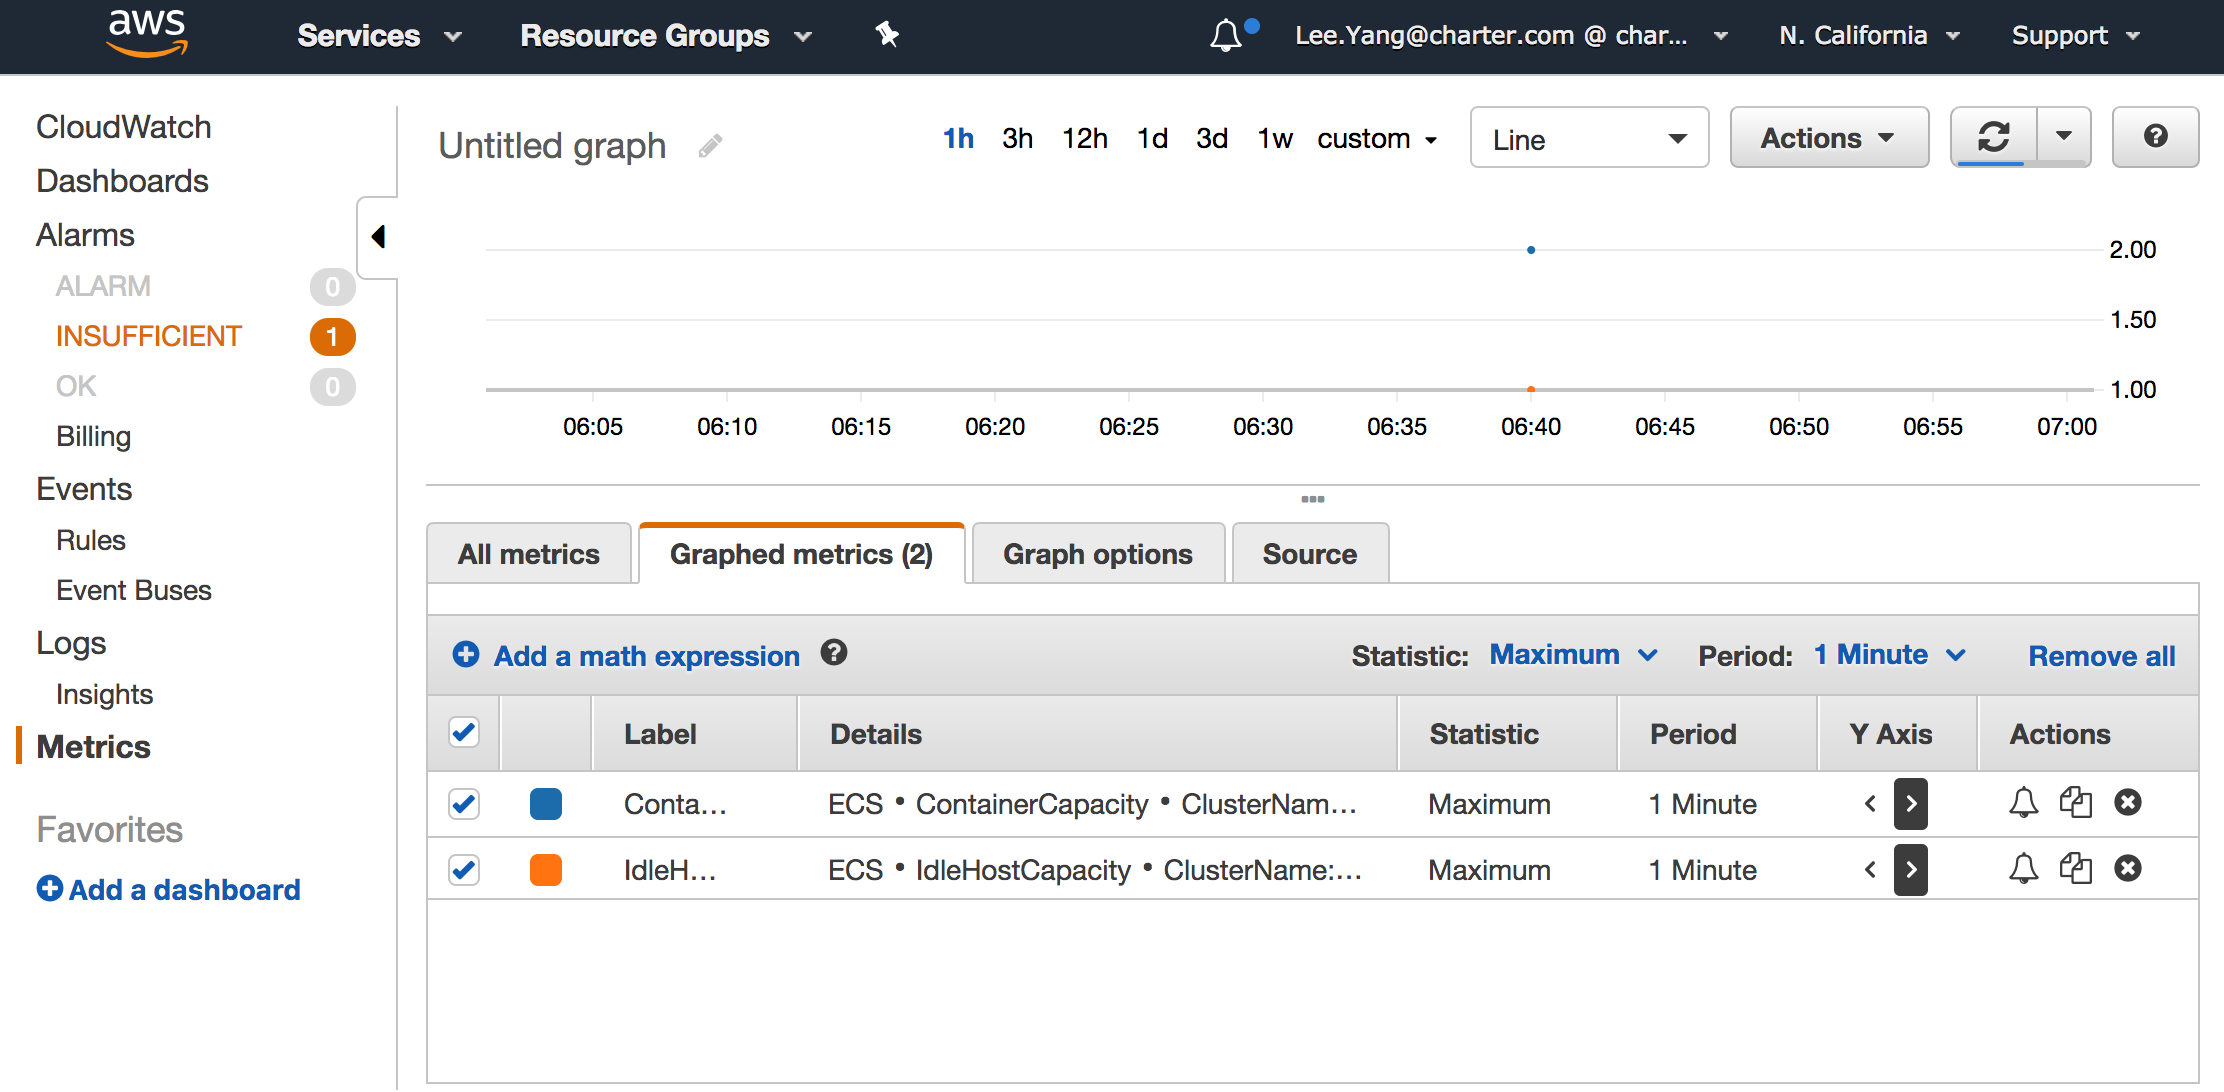 aws
Services
Resource Groups
Lee.Yang@charter.com @ char...
N. California
Support
CloudWatch
Dashboards
Alarms
ALARM 0
INSUFFICIENT 1
OK 0
Billing
Events
Rules
Event Buses
Logs
Insights
Metrics
Favorites
Add a dashboard
Untitled graph
1h 3h 12h 1d 3d 1w custom
Line
Actions
?
2.00
1.50
1.00
06:05 06:10 06:15 06:20 06:25 06:30 06:35 06:40 06:45 06:50 06:55 07:00
All metrics
Graphed metrics (2)
Graph options
Source
Add a math expression ?
Statistic: Maximum
Period: 1 Minute
Remove all
Label Details Statistic Period Y Axis Actions
Conta... ECS • ContainerCapacity • ClusterNam... Maximum 1 Minute < >
IdleH... ECS • IdleHostCapacity • ClusterName:... Maximum 1 Minute < >